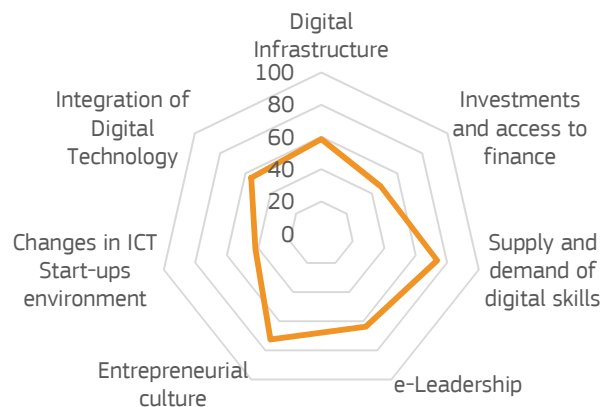 Digital
Infrastructure
100
80
60
40
20
0
Investments
and access to
finance
Supply and
demand of
digital skills
e-Leadership
Entrepreneurial
culture
Changes in ICT
Start-ups
environment
Integration of
Digital
Technology